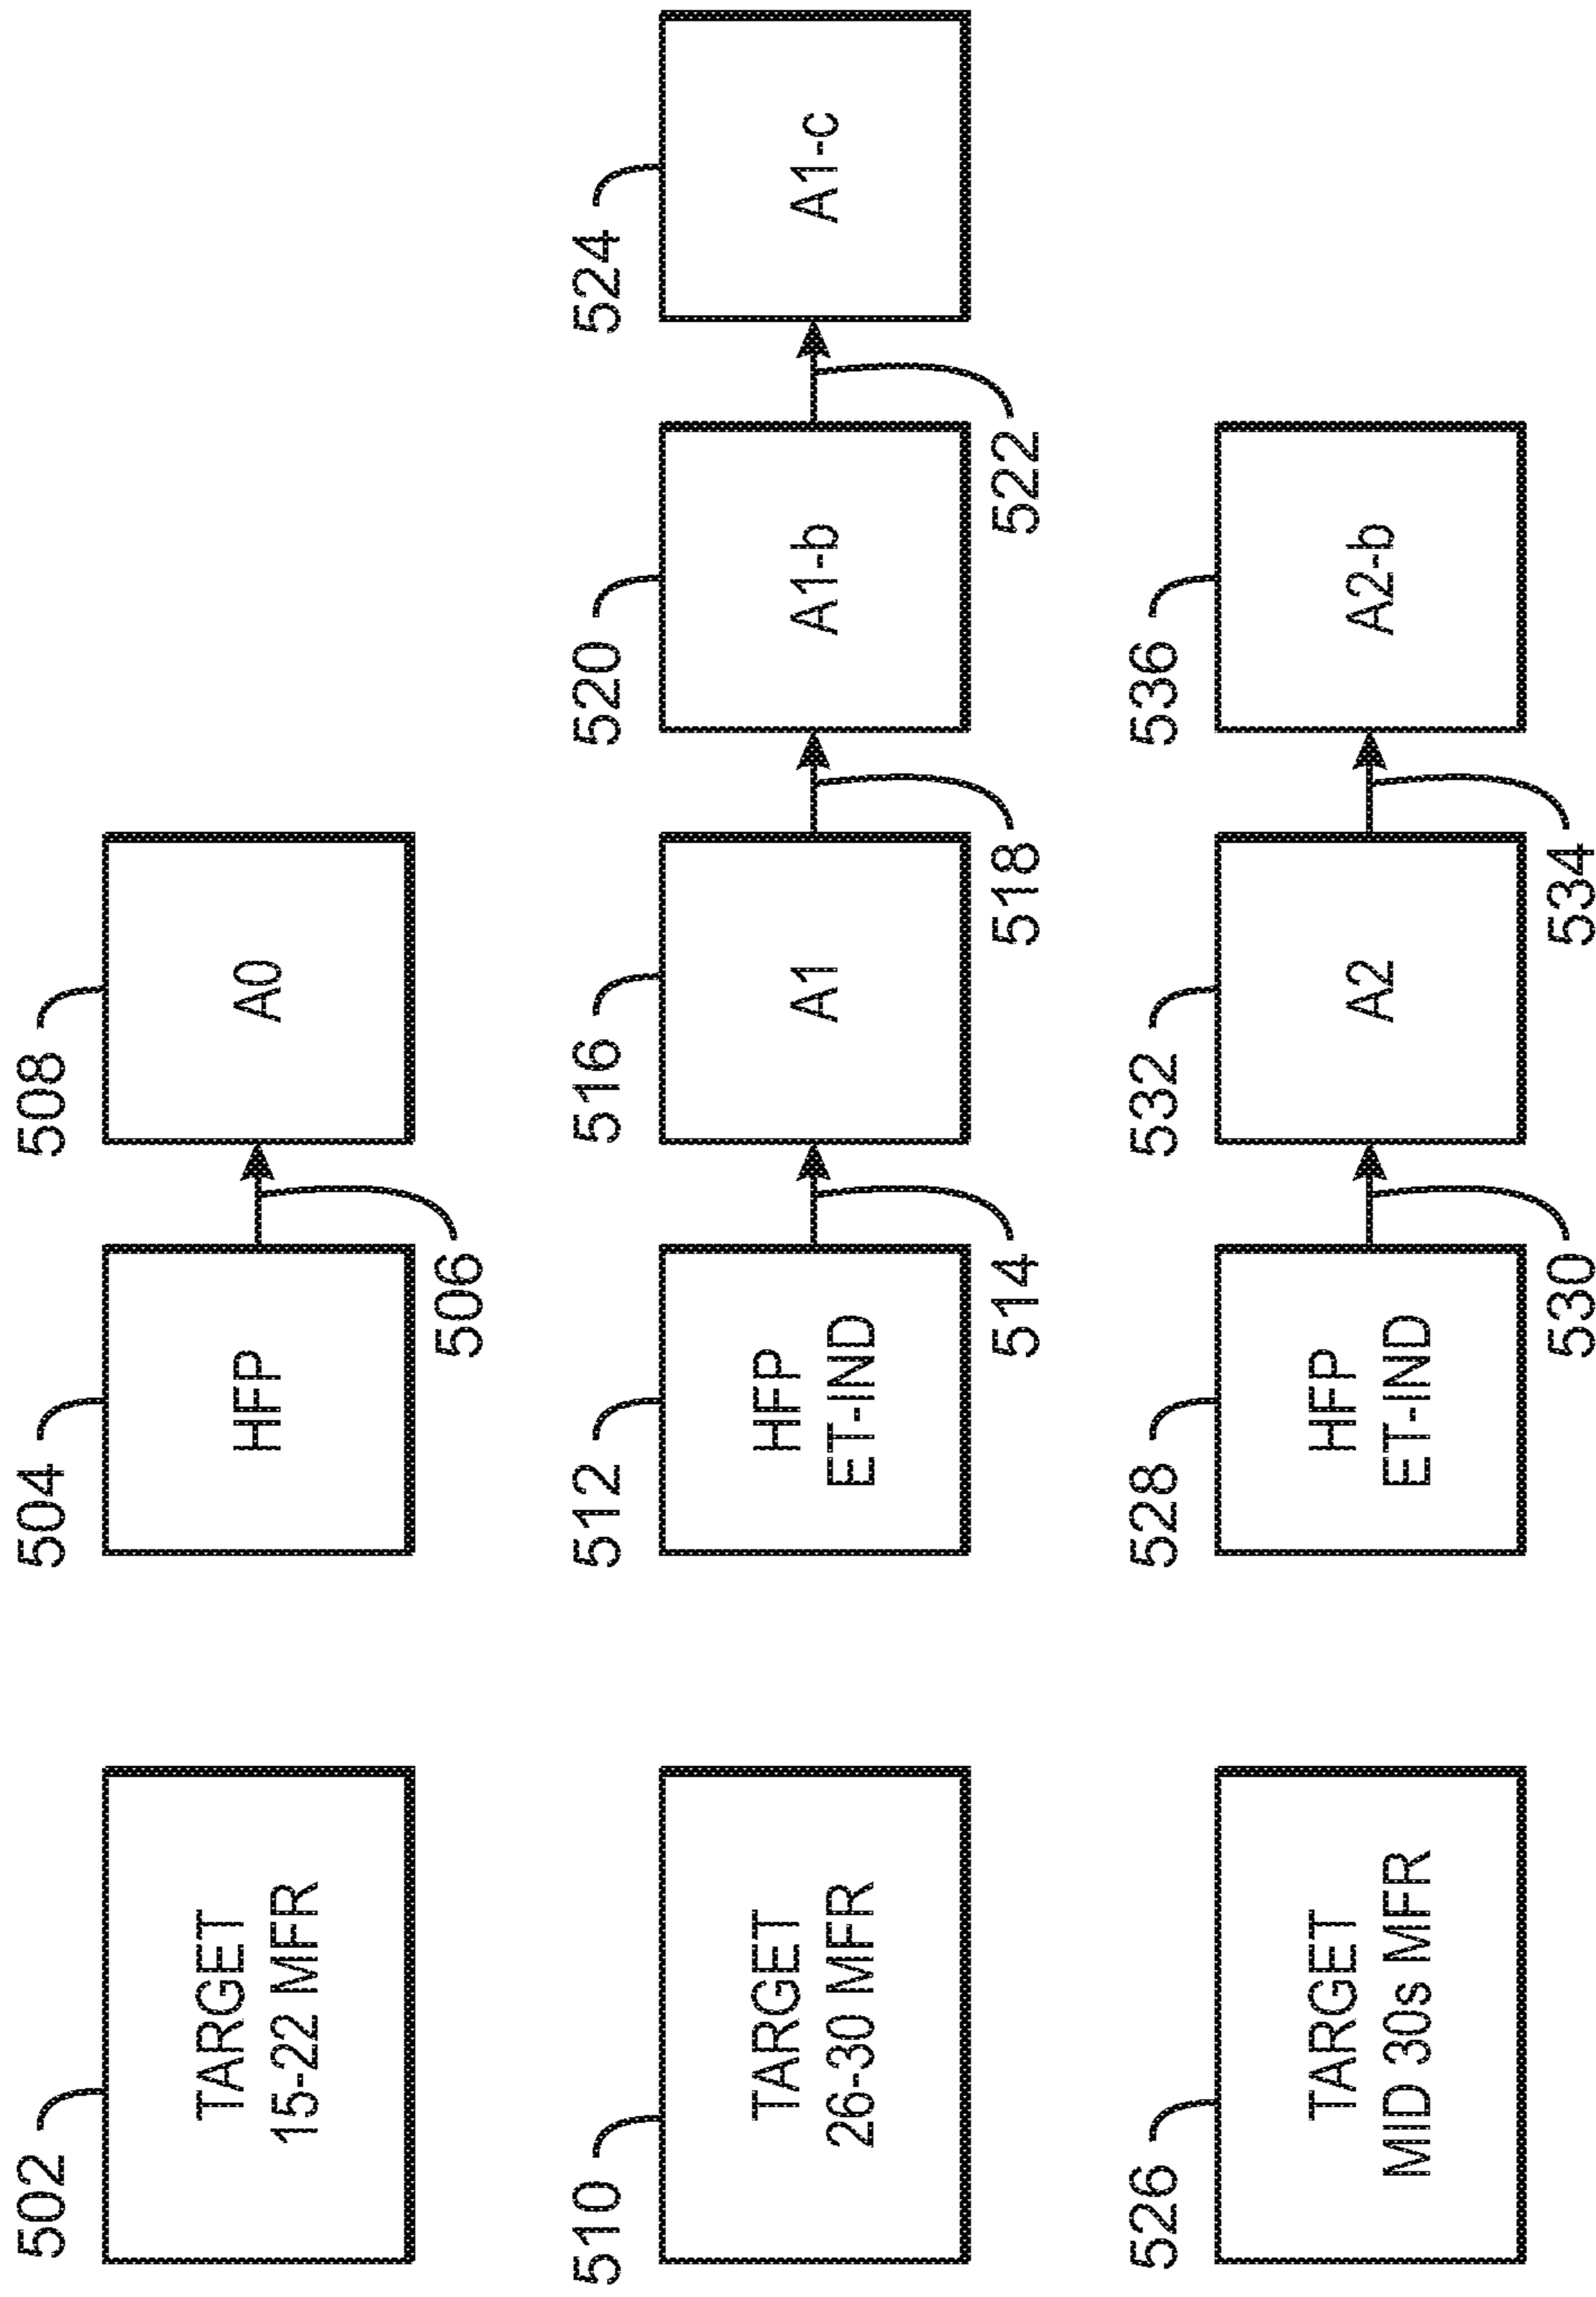 502
TARGET
15-22 MFR
504
HFP
506
508
A0
510
TARGET
26-30 MFR
512
HFP
ET-IND
514
516
A1
518
520
A1-b
522
524
A1-c
526
TARGET
MID 30s MFR
528
HFP
ET-IND
530
532
A2
534
536
A2-b